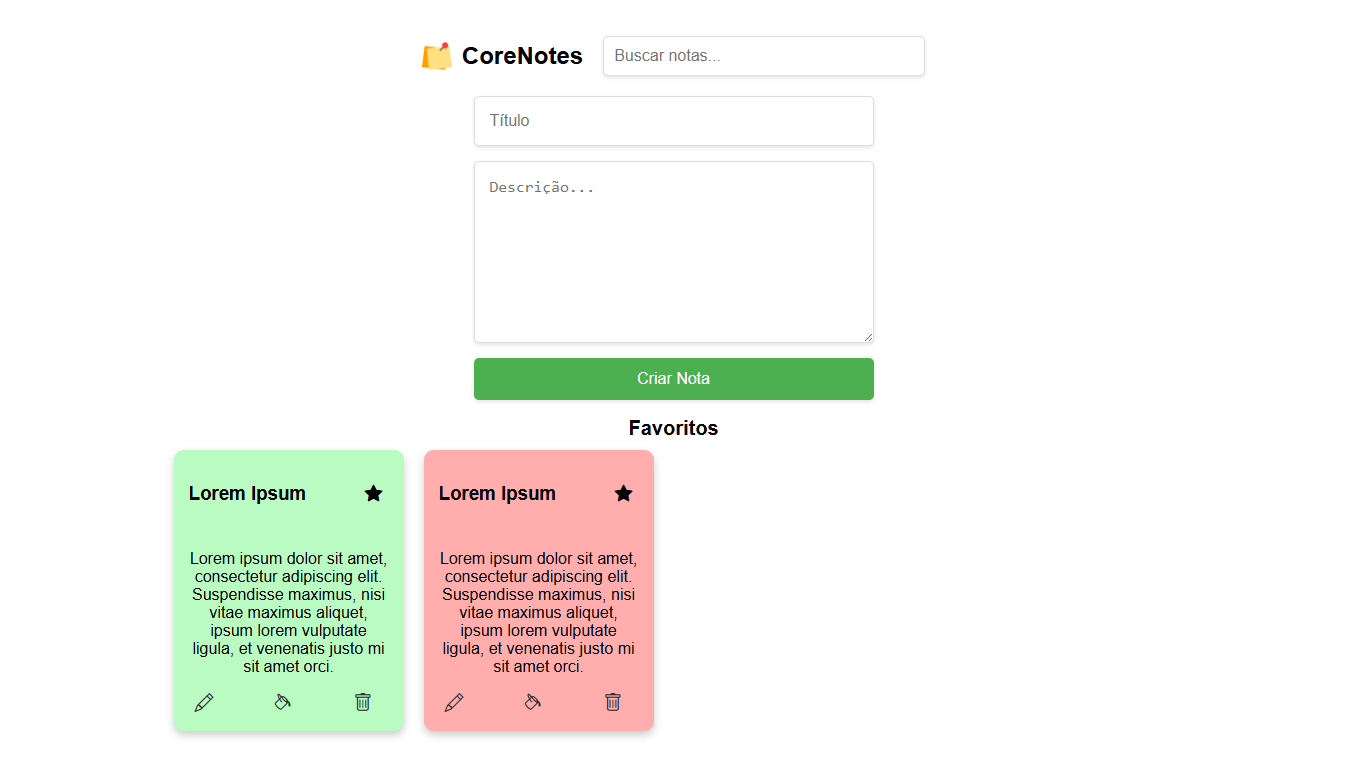 CoreNotes
Buscar notas...
Título
Descrição...
Criar Nota
Favoritos
Lorem Ipsum
Lorem ipsum dolor sit amet,
consectetur adipiscing elit.
Suspendisse maximus, nisi
vitae maximus aliquet,
ipsum lorem vulputate
ligula, et venenatis justo mi
sit amet orci.
Lorem Ipsum
Lorem ipsum dolor sit amet,
consectetur adipiscing elit.
Suspendisse maximus, nisi
vitae maximus aliquet,
ipsum lorem vulputate
ligula, et venenatis justo mi
sit amet orci.